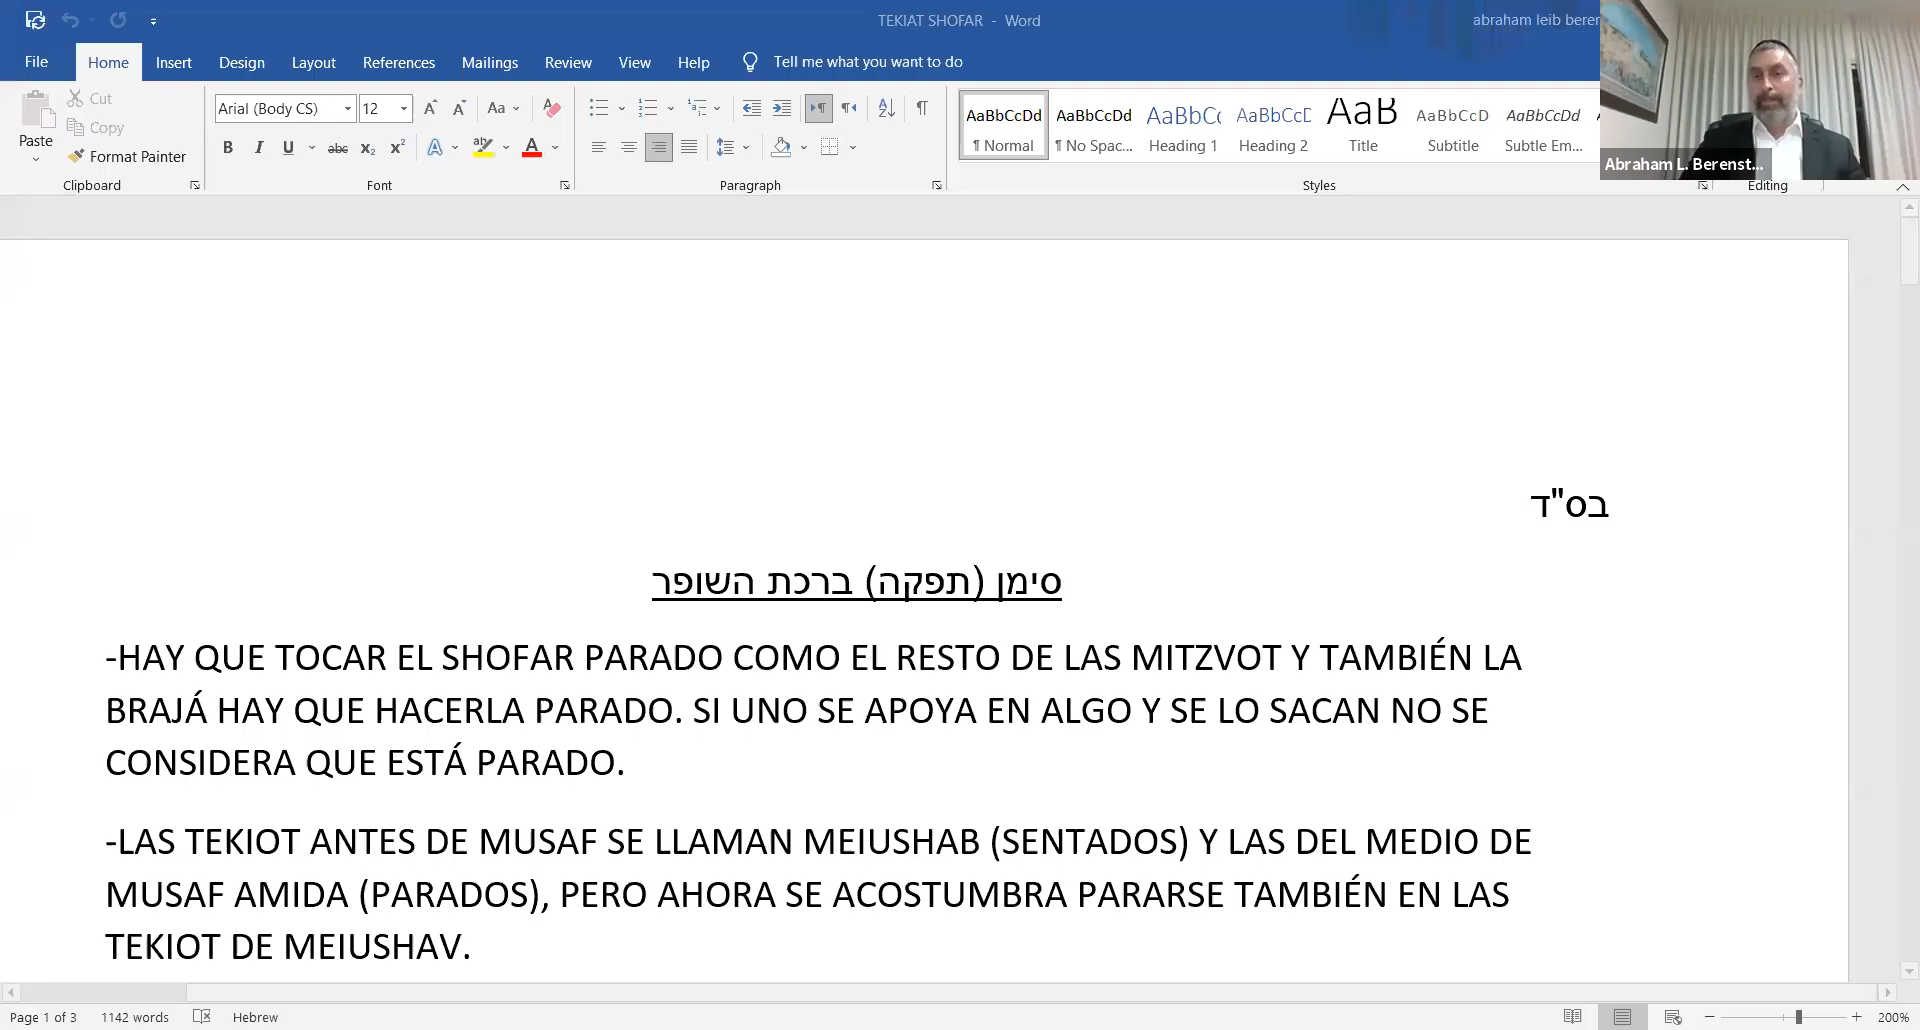 TEKIAT SHOFAR - Word
abraham leib berer
File Home Insert Design Layout References Mailings Review View Help Tell me what you want to do
Cut
Copy
Paste
Format Painter
Clipboard
Arial (Body CS) 12
Font
Paragraph
AaBbCcDd AaBbCcDd AaBbCc AaBbCcD AaB AaBbCcD AaBbCcDd
¶ Normal ¶ No Spac... Heading 1 Heading 2 Title Subtitle Subtle Em...
Styles
Editing
Abraham L. Berenst...
בס"ד
סימן (תפקה) ברכת השופר
-HAY QUE TOCAR EL SHOFAR PARADO COMO EL RESTO DE LAS MITZVOT Y TAMBIÉN LA
BRAJÁ HAY QUE HACERLA PARADO. SI UNO SE APOYA EN ALGO Y SE LO SACAN NO SE
CONSIDERA QUE ESTÁ PARADO.
-LAS TEKIOT ANTES DE MUSAF SE LLAMAN MEIUSHAB (SENTADOS) Y LAS DEL MEDIO DE
MUSAF AMIDA (PARADOS), PERO AHORA SE ACOSTUMBRA PARARSE TAMBIÉN EN LAS
TEKIOT DE MEIUSHAV.
Page 1 of 3 1142 words Hebrew 200%